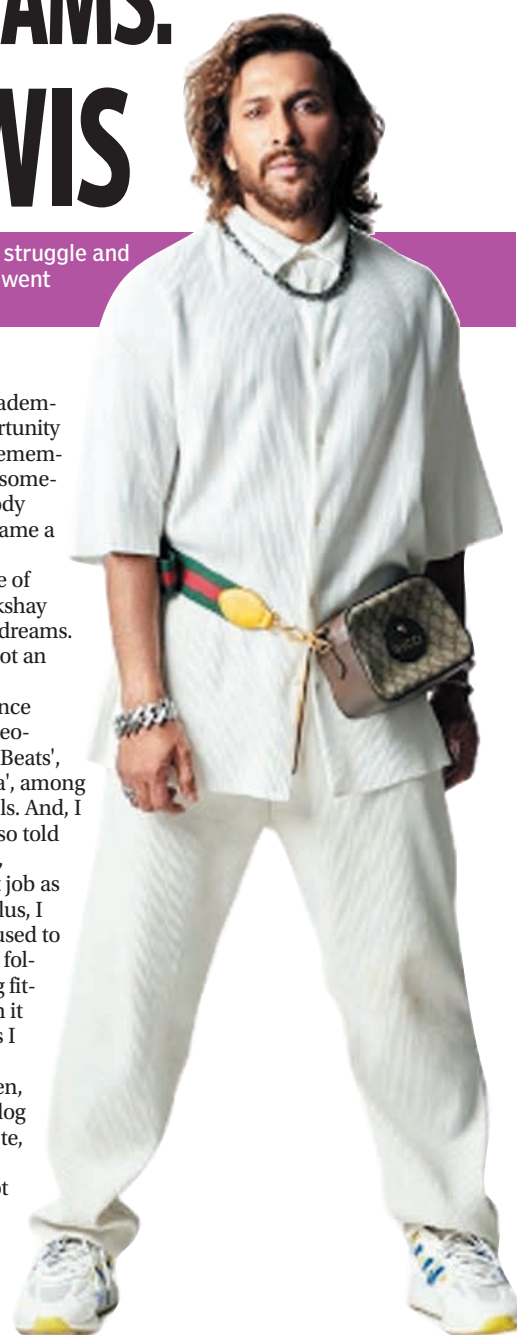 AMS.
VIS
struggle and
went
adem-
rtunity
emem-
some-
ody
ame a
e of
kshay
dreams.
ot an
nce
eo-
Beats',
a', among
ls. And, I
so told
,
t job as
lus, I
used to
fol-
g fit-
n it
s I
en,
log
te,
ot